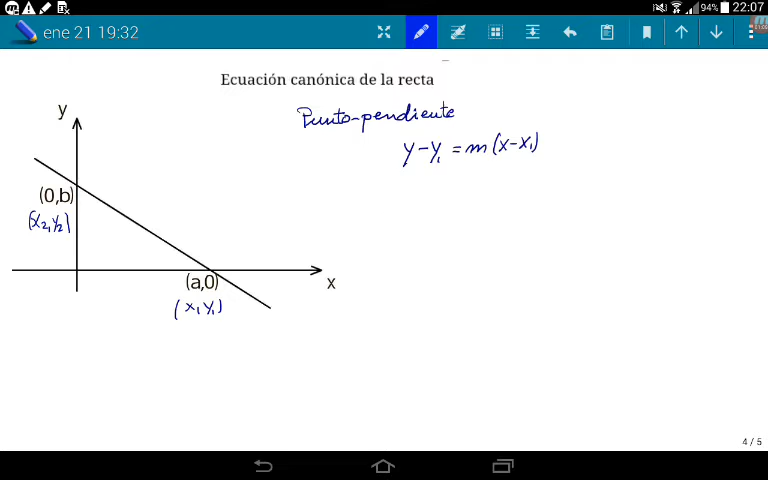 94% 22:07
ene 21 19:32
Ecuación canónica de la recta
y
Punto-pendiente
y-y₁ = m(x-x₁)
(0,b)
(x₂,y₂)
(a,0)
x
(x₁ y₁)
4 / 5